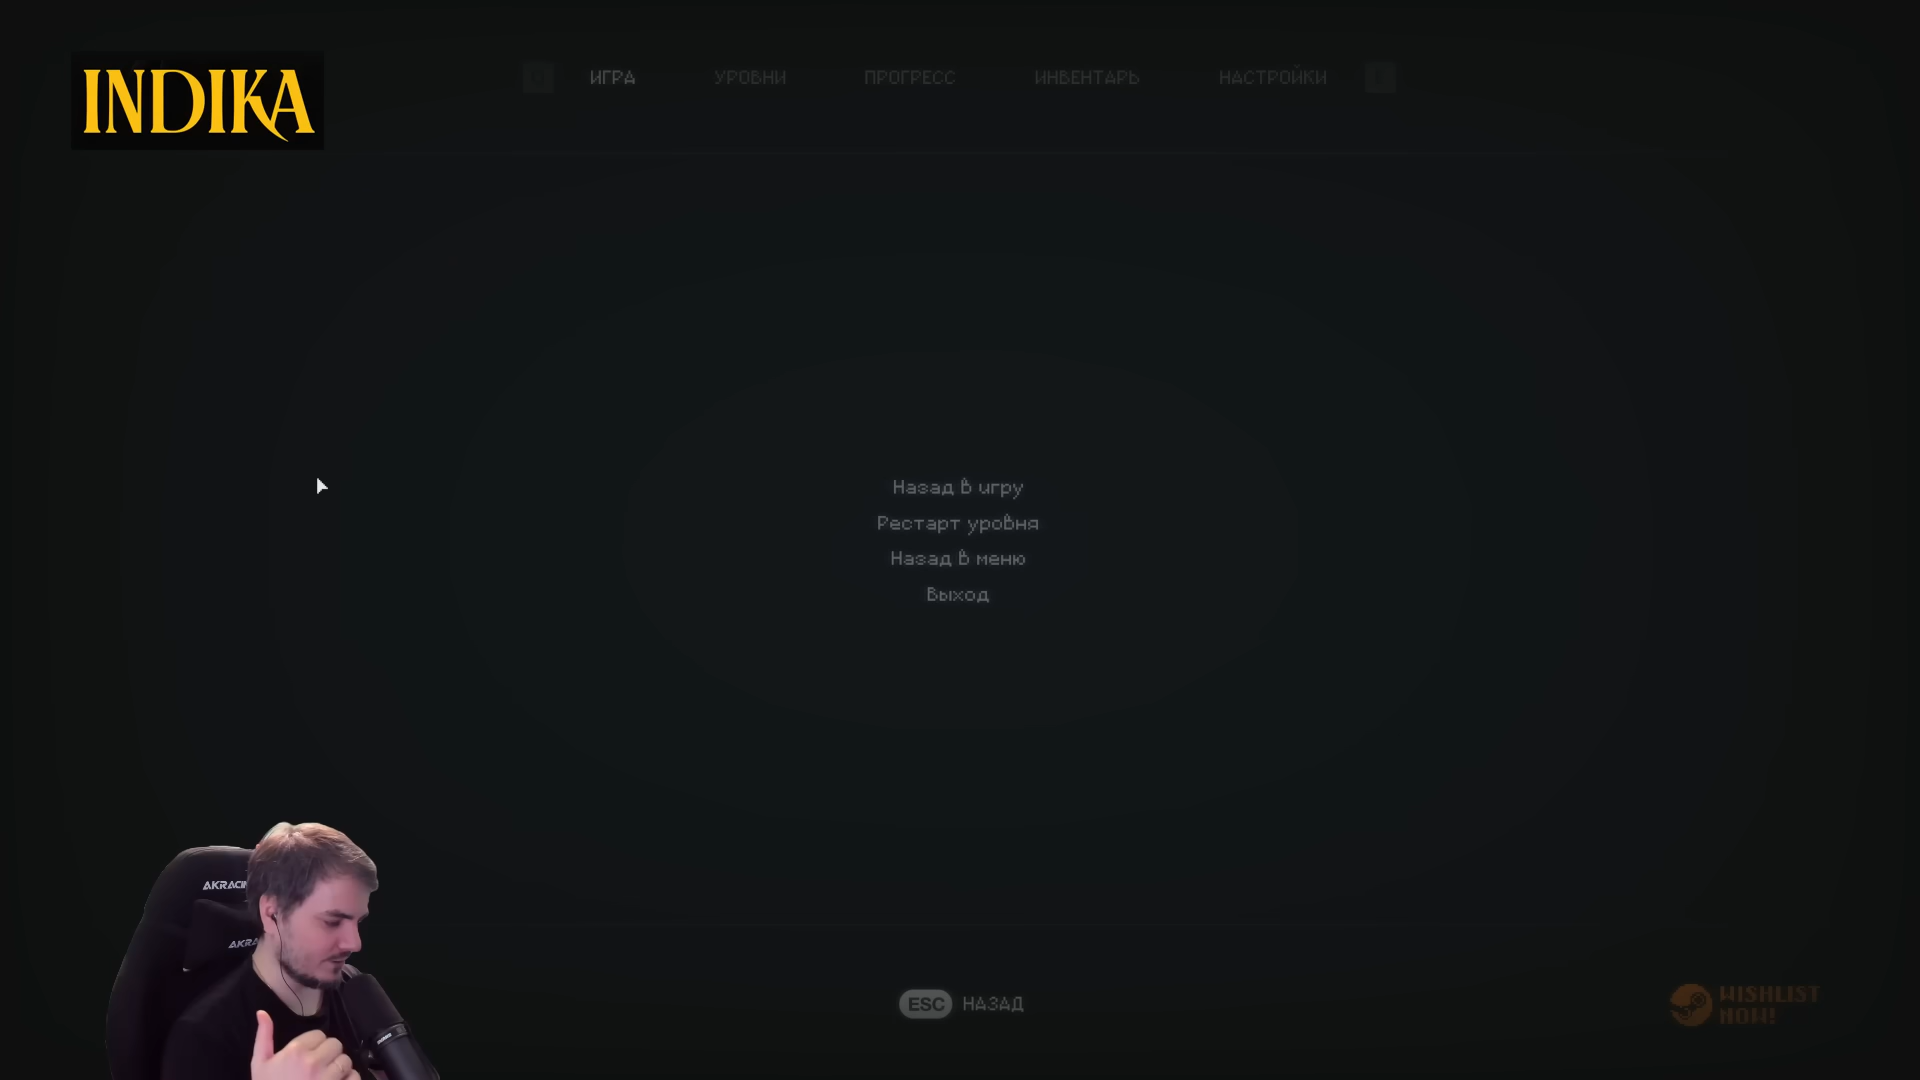 INDIKA
ИГРА УРОВНИ ПРОГРЕСС ИНВЕНТАРЬ НАСТРОЙКИ
Назад в игру
Рестарт уровня
Назад в меню
Выход
ESC НАЗАД
WISHLIST
NOW!